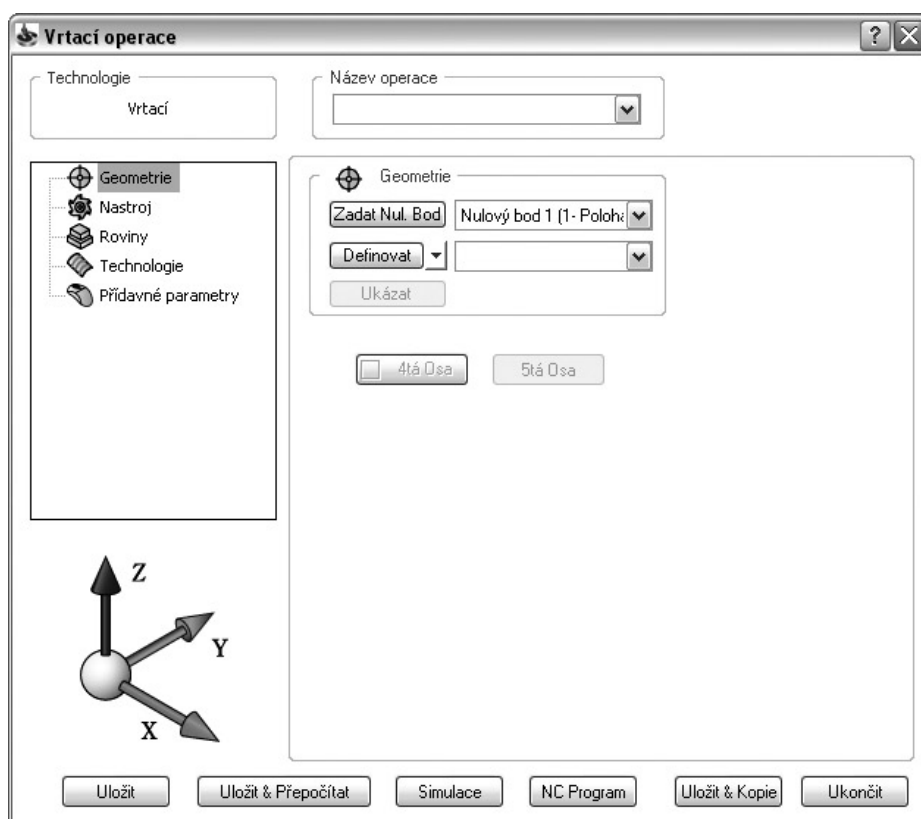 Vrtací operace
Technologie
Vrtací
Název operace
Geometrie
Nastroj
Roviny
Technologie
Přídavné parametry
Geometrie
Zadat Nul. Bod
Nulový bod 1 (1- Poloha
Definovat
Ukázat
4tá Osa
5tá Osa
Z
Y
X
Uložit
Uložit & Přepočítat
Simulace
NC Program
Uložit & Kopie
Ukončit